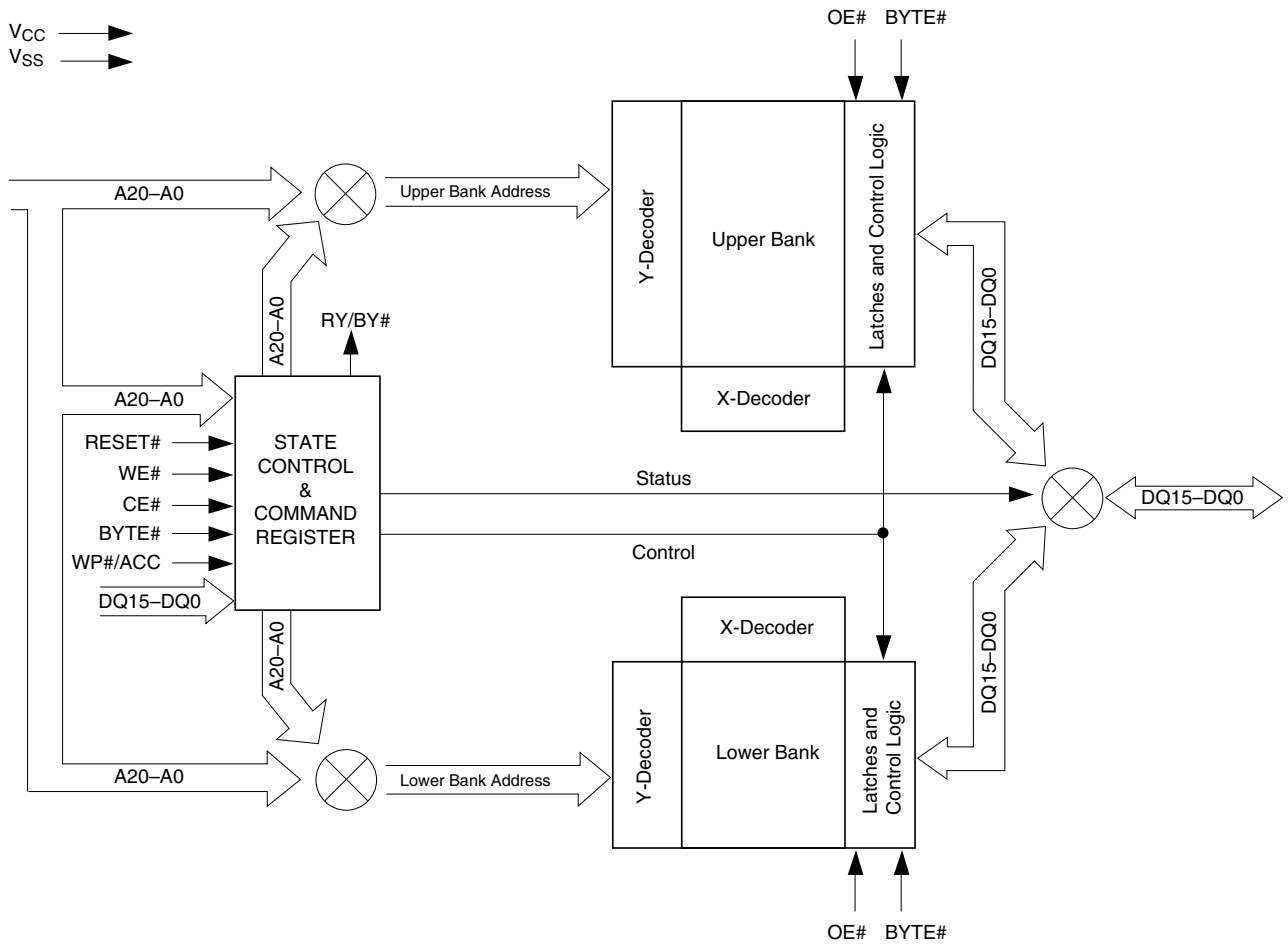 VCC
VSS
OE# BYTE#
A20–A0
Upper Bank Address
Y-Decoder
Upper Bank
Latches and Control Logic
X-Decoder
DQ15–DQ0
A20–A0
RY/BY#
A20–A0
RESET#
WE#
CE#
BYTE#
WP#/ACC
DQ15–DQ0
STATE
CONTROL
&
COMMAND
REGISTER
Status
Control
DQ15–DQ0
A20–A0
X-Decoder
Y-Decoder
Lower Bank
Latches and
Control Logic
DQ15–DQ0
A20–A0
Lower Bank Address
OE# BYTE#